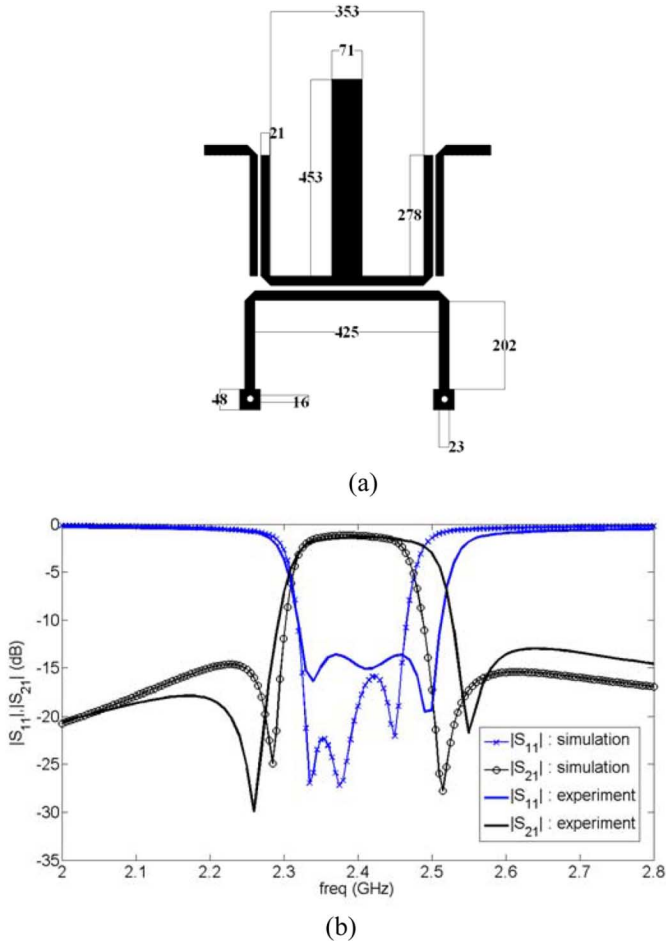 353
71
21
453
278
425
202
48
16
23
(a)
0
-5
-10
-15
-20
-25
-30
-35
|S11|,|S21| (dB)
|S11| : simulation
|S21| : simulation
|S11| : experiment
|S21| : experiment
2 2.1 2.2 2.3 2.4 2.5 2.6 2.7 2.8
freq (GHz)
(b)